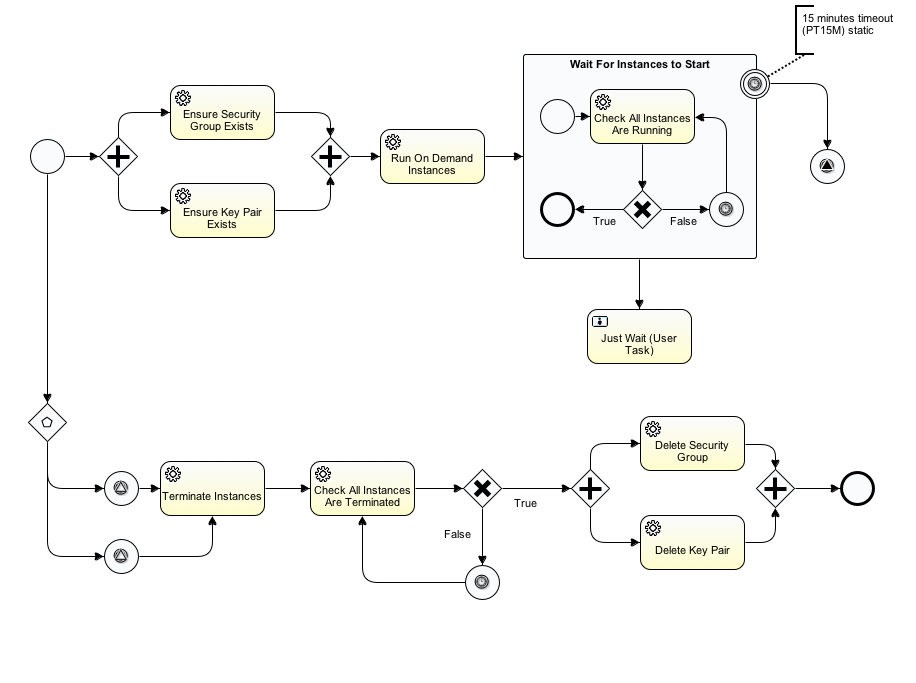 15 minutes timeout
(PT15M) static
Wait For Instances to Start
Ensure Security
Group Exists
Check All Instances
Are Running
Run On Demand
Instances
Ensure Key Pair
Exists
True
False
Just Wait (User
Task)
Delete Security
Group
Terminate Instances
Check All Instances
Are Terminated
True
False
Delete Key Pair